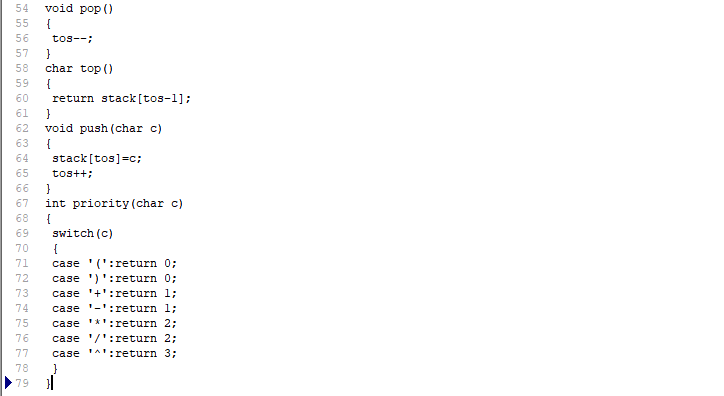 54 void pop()
55 {
56  tos--;
57 }
58 char top()
59 {
60  return stack[tos-1];
61 }
62 void push(char c)
63 {
64  stack[tos]=c;
65  tos++;
66 }
67 int priority(char c)
68 {
69  switch(c)
70  {
71  case '(':return 0;
72  case ')':return 0;
73  case '+':return 1;
74  case '-':return 1;
75  case '*':return 2;
76  case '/':return 2;
77  case '^':return 3;
78  }
79 }